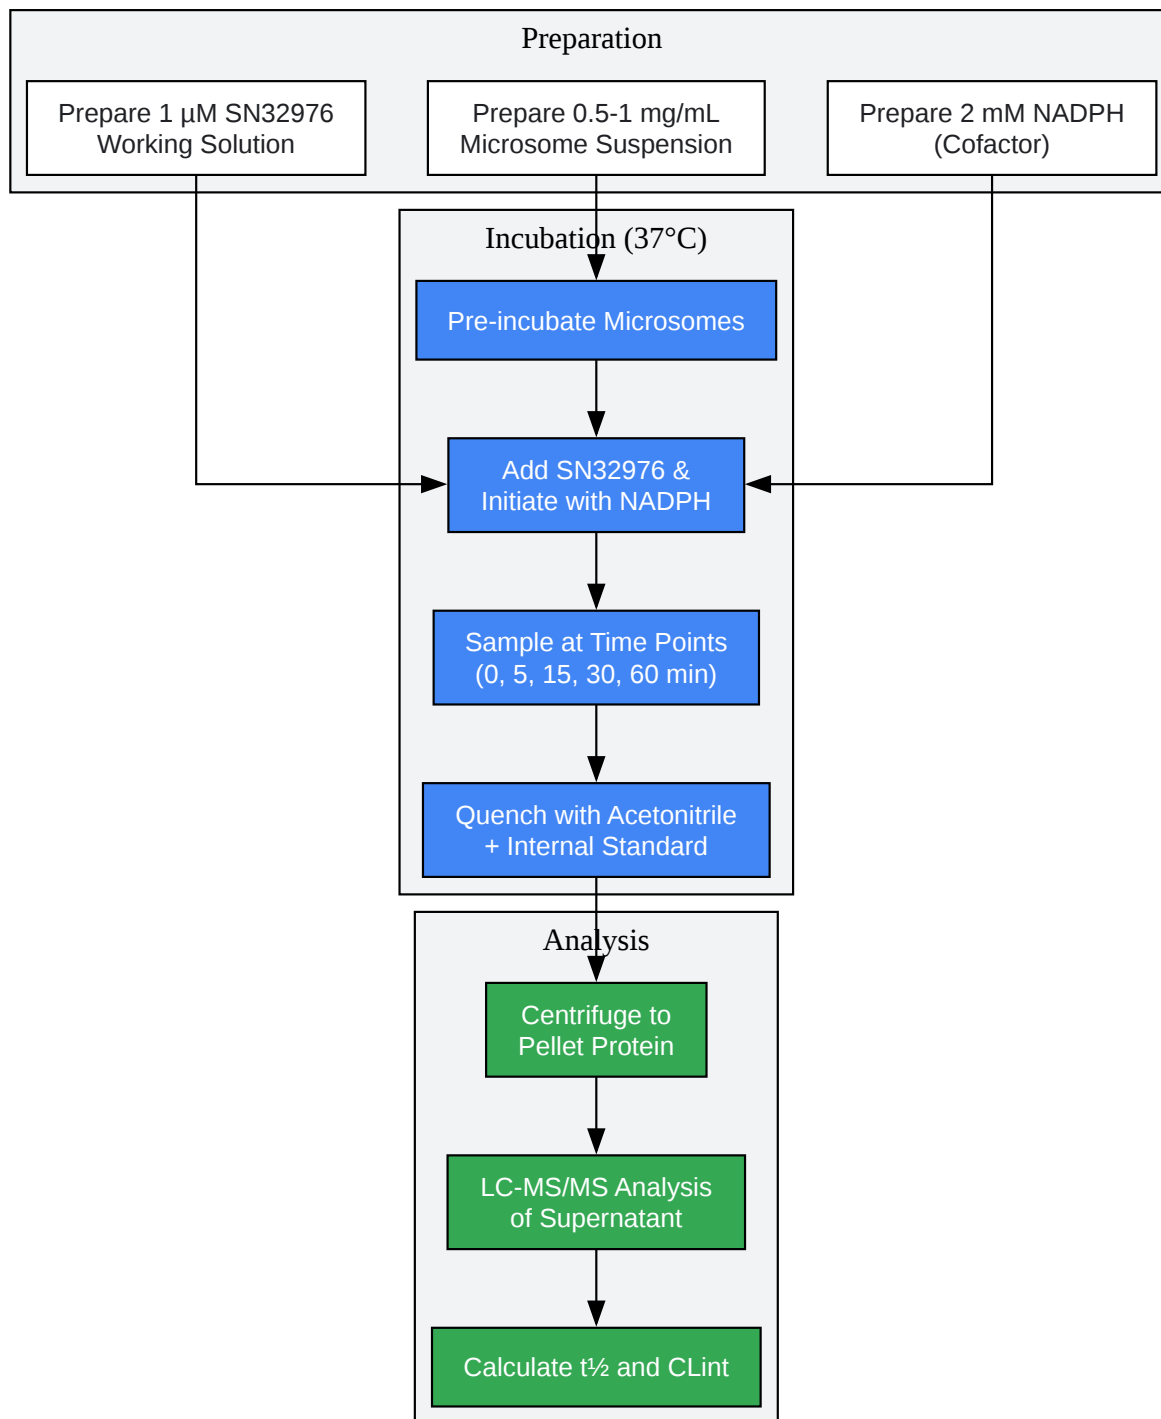 Preparation
Prepare 1 µM SN32976
Working Solution
Prepare 0.5-1 mg/mL
Microsome Suspension
Prepare 2 mM NADPH
(Cofactor)
Incubation (37°C)
Pre-incubate Microsomes
Add SN32976 &
Initiate with NADPH
Sample at Time Points
(0, 5, 15, 30, 60 min)
Quench with Acetonitrile
+ Internal Standard
Analysis
Centrifuge to
Pellet Protein
LC-MS/MS Analysis
of Supernatant
Calculate t½ and CLint